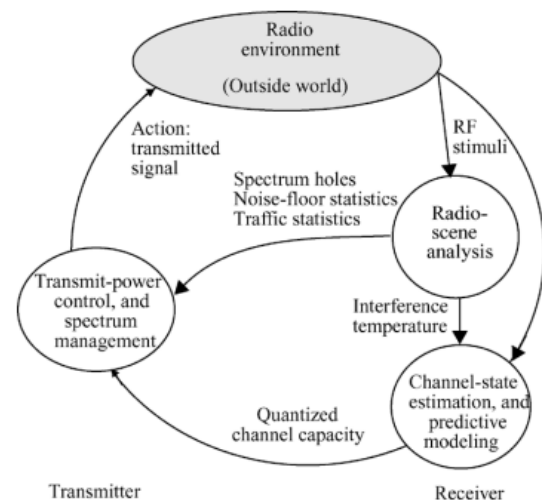 Radio
environment
(Outside world)
Action:
transmitted
signal
RF
stimuli
Spectrum holes
Noise-floor statistics
Traffic statistics
Radio-
scene
analysis
Transmit-power
control, and
spectrum
management
Interference
temperature
Channel-state
estimation, and
predictive
modeling
Quantized
channel capacity
Transmitter
Receiver